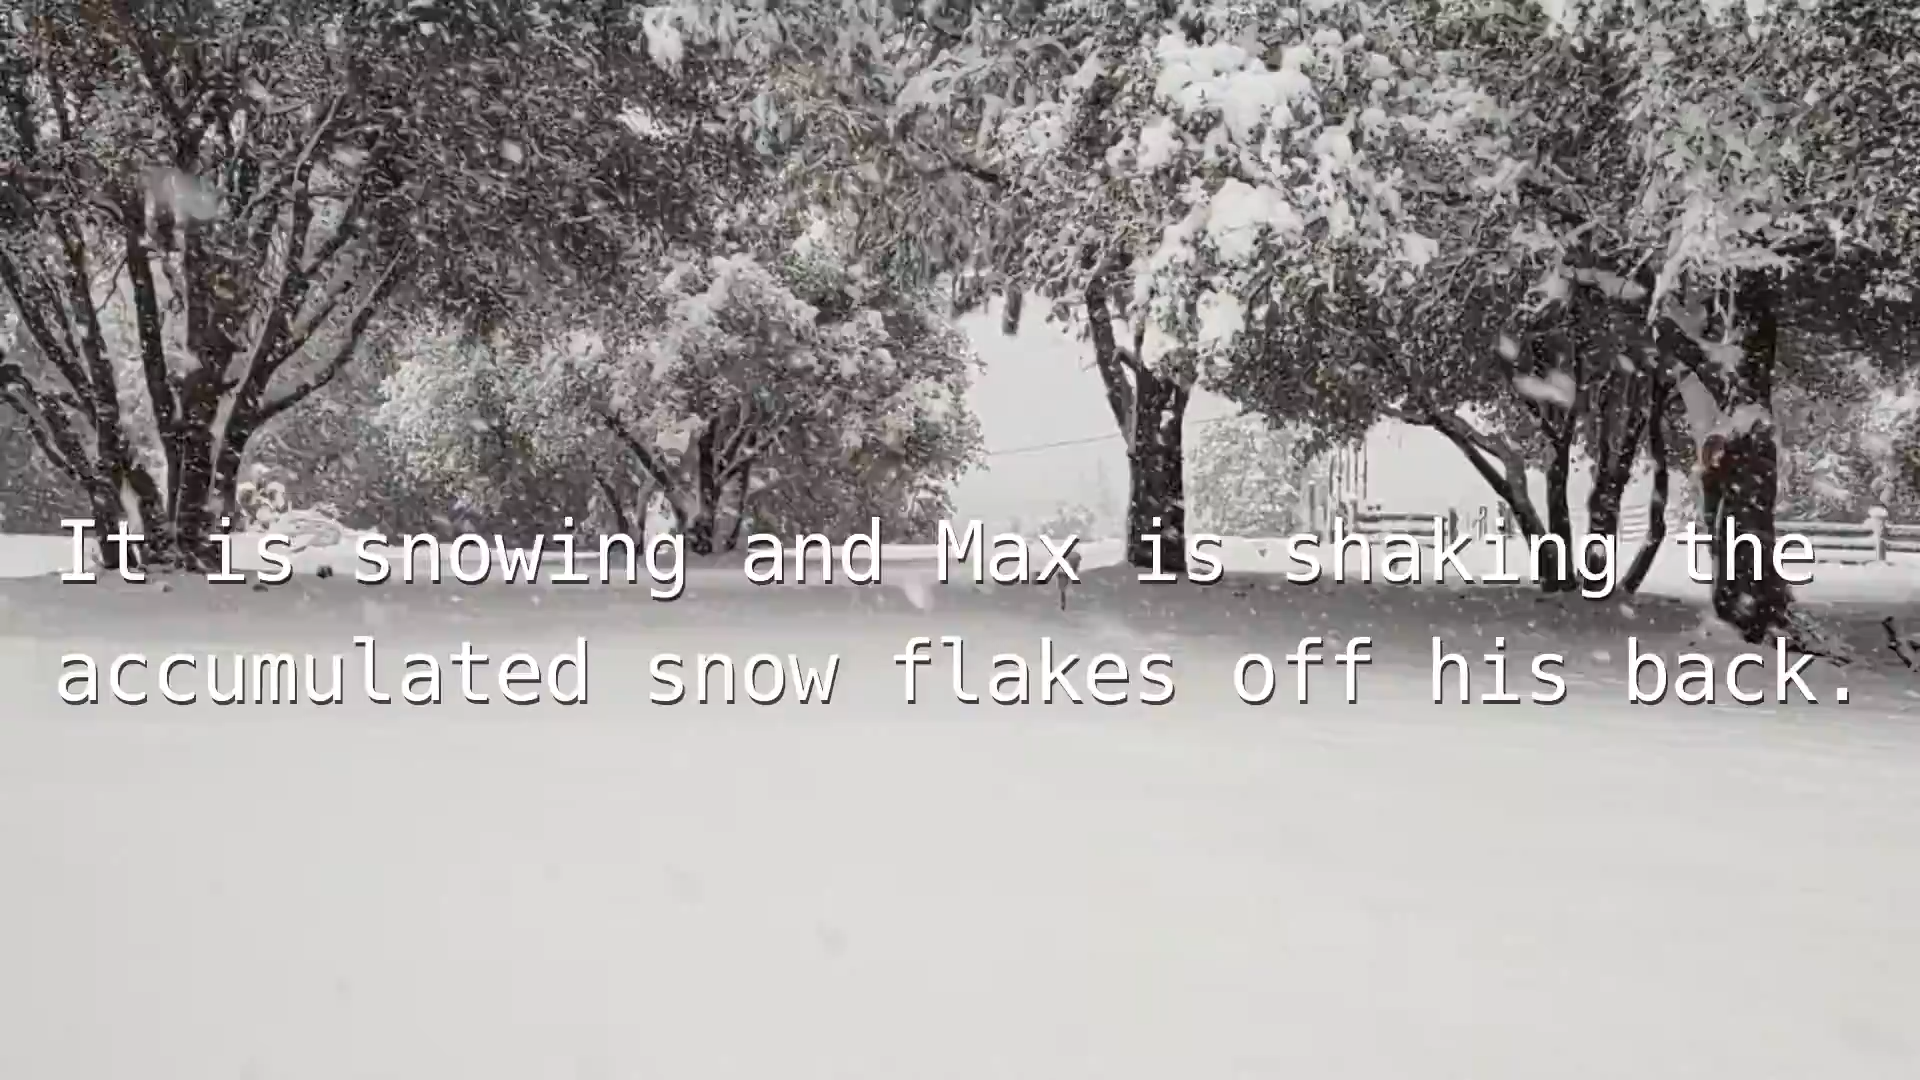 It is snowing and Max is shaking the
accumulated snow flakes off his back.